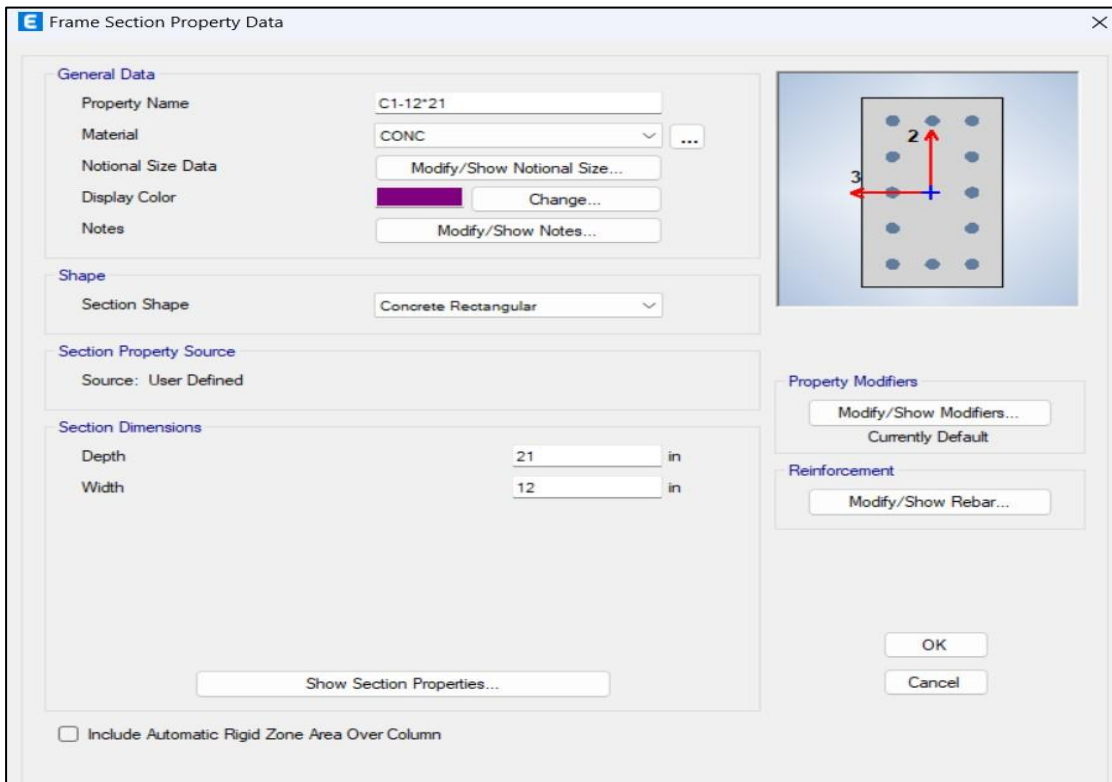 E Frame Section Property Data
General Data
Property Name C1-12*21
Material CONC ...
Notional Size Data Modify/Show Notional Size...
Display Color Change...
Notes Modify/Show Notes...
2
3
Shape
Section Shape Concrete Rectangular
Section Property Source
Source: User Defined
Property Modifiers
Modify/Show Modifiers...
Currently Default
Section Dimensions
Depth 21 in
Width 12 in
Reinforcement
Modify/Show Rebar...
OK
Show Section Properties...
Cancel
Include Automatic Rigid Zone Area Over Column